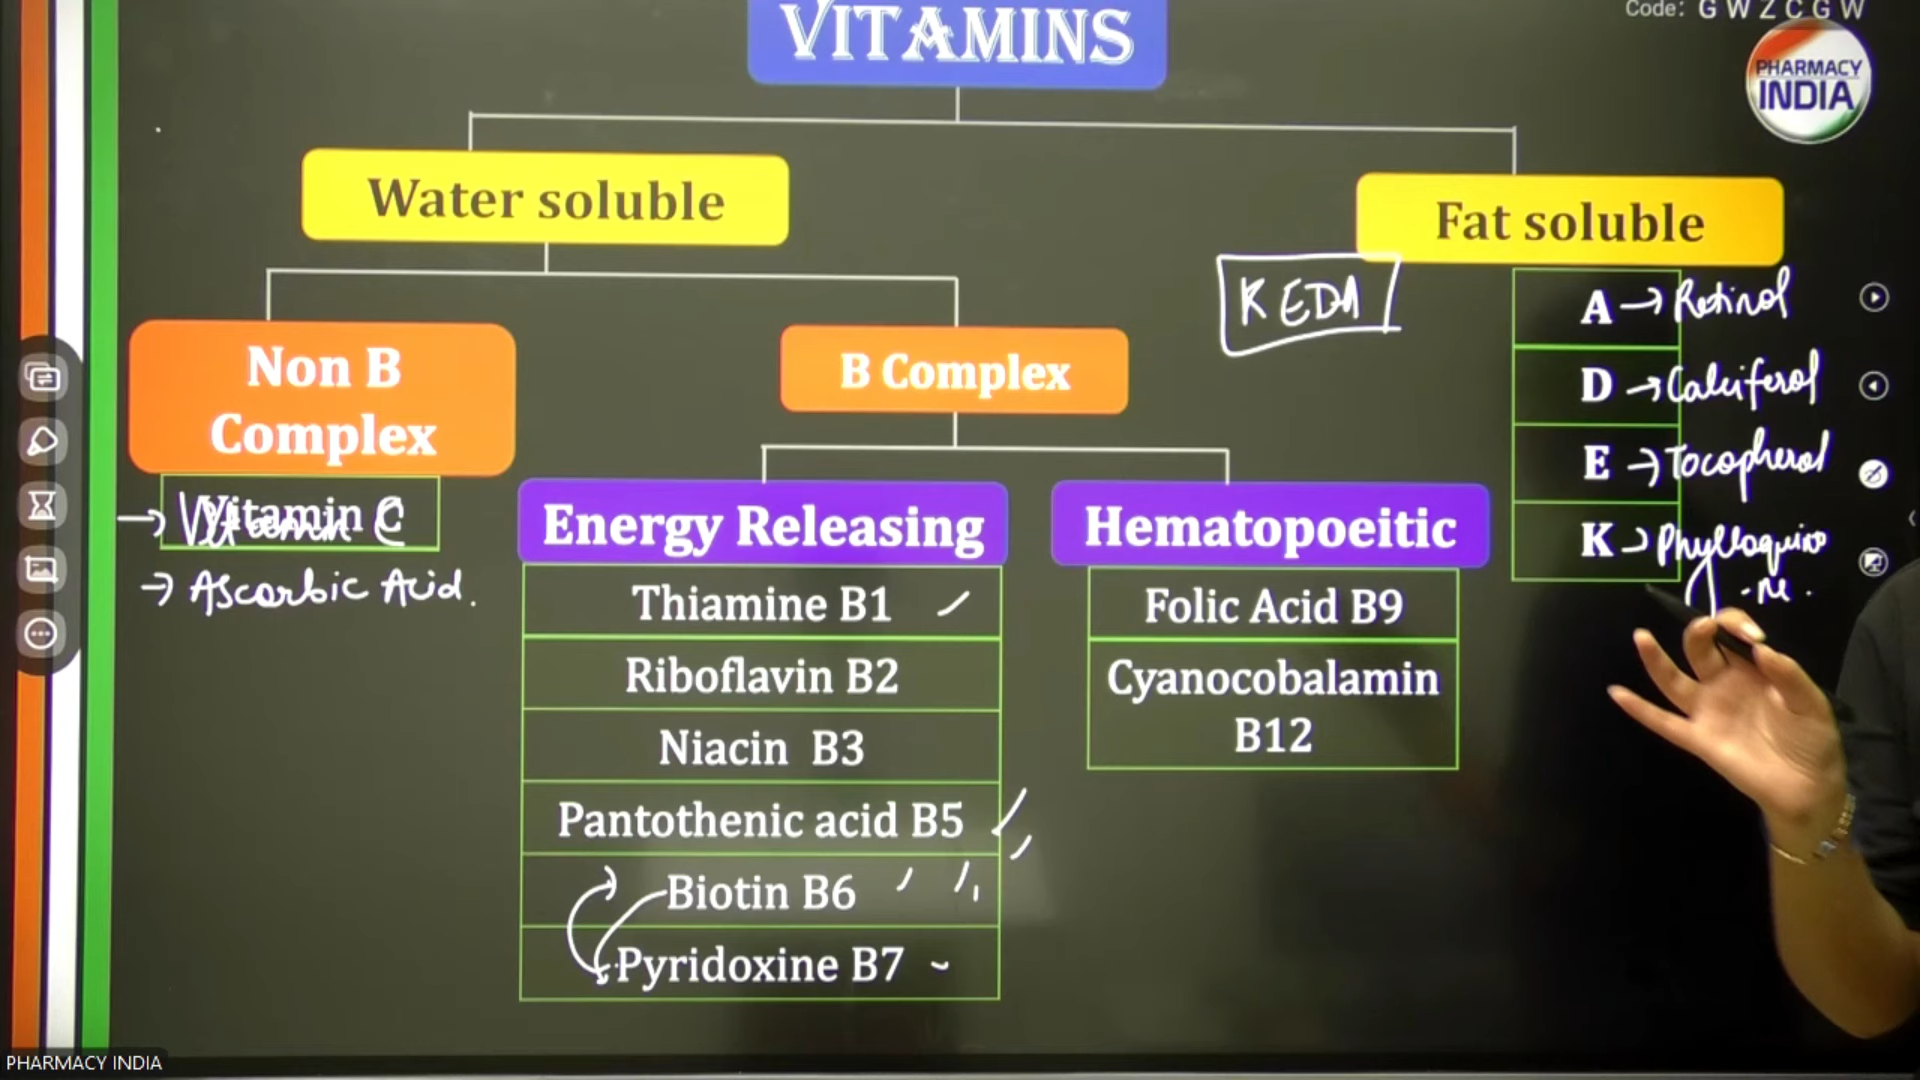 Code: G W Z C G W
VITAMINS
PHARMACY
INDIA
Water soluble
Fat soluble
KEDA
A → Retinol
D → Calciferol
E → Tocopherol
K → Phylloquino
-ne.
Non B
Complex
B Complex
→ Vitamin C
→ Ascorbic Acid.
Energy Releasing
Thiamine B1
Riboflavin B2
Niacin B3
Pantothenic acid B5
Biotin B6
Pyridoxine B7
Hematopoeitic
Folic Acid B9
Cyanocobalamin
B12
PHARMACY INDIA